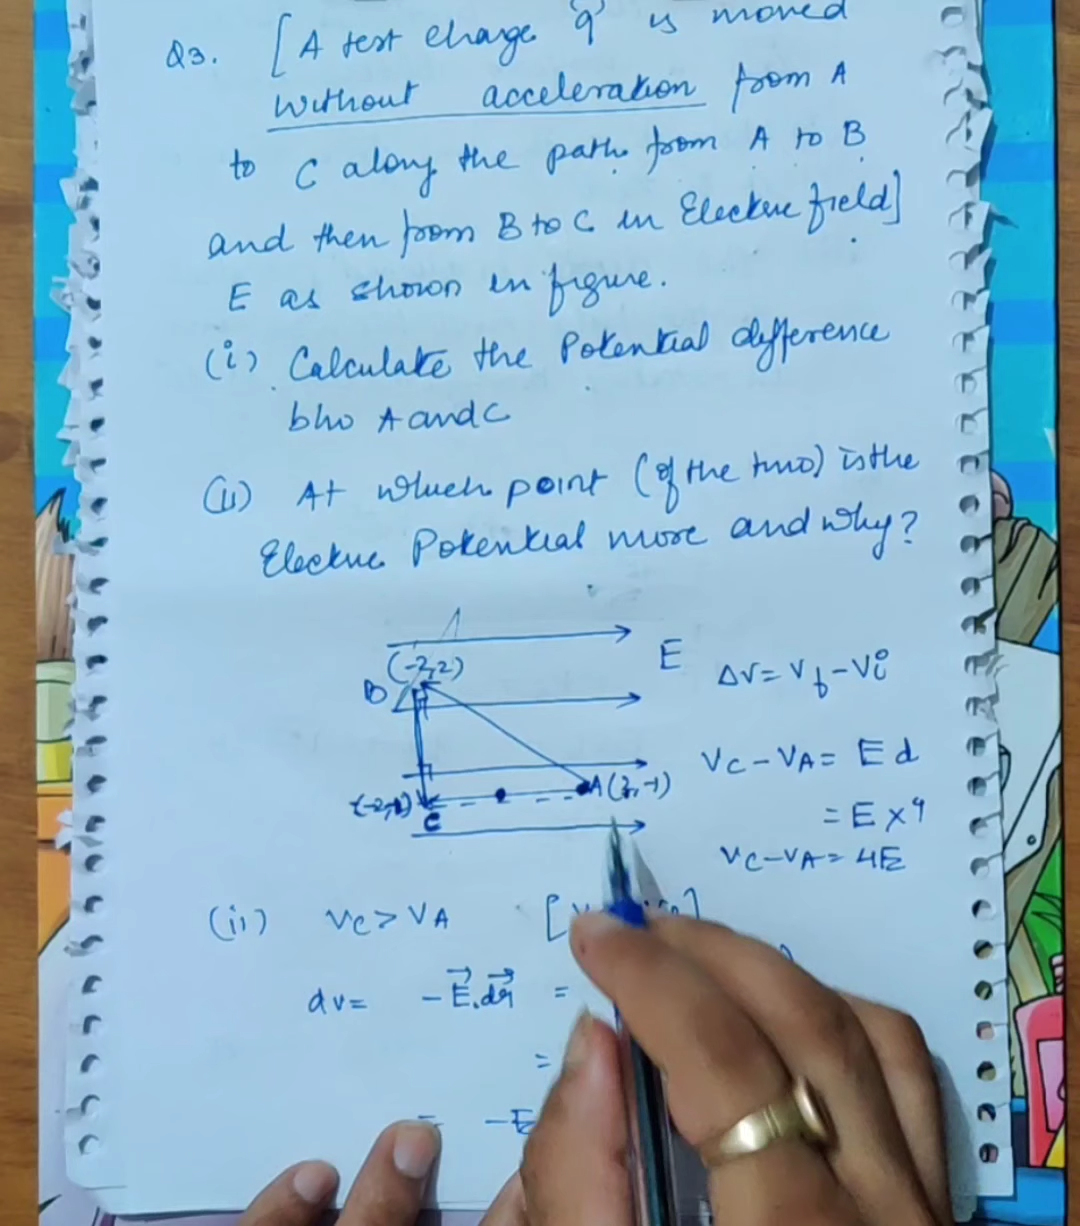 Q3. [A test charge 'q' is moved
without acceleration from A
to C along the path from A to B
and then from B to C in Electric field]
E as shown in figure.
(i) Calculate the Potential difference
b/w A and C
(ii) At which point (of the two) is the
Electric Potential more and why?
E
(-2,2)
B
ΔV = Vf - Vi
VC - VA = Ed
A(2,-1)
C
= E×4
VC - VA = 4E
(ii) VC > VA [
dv = -E⃗.dr⃗ =
=
= -E